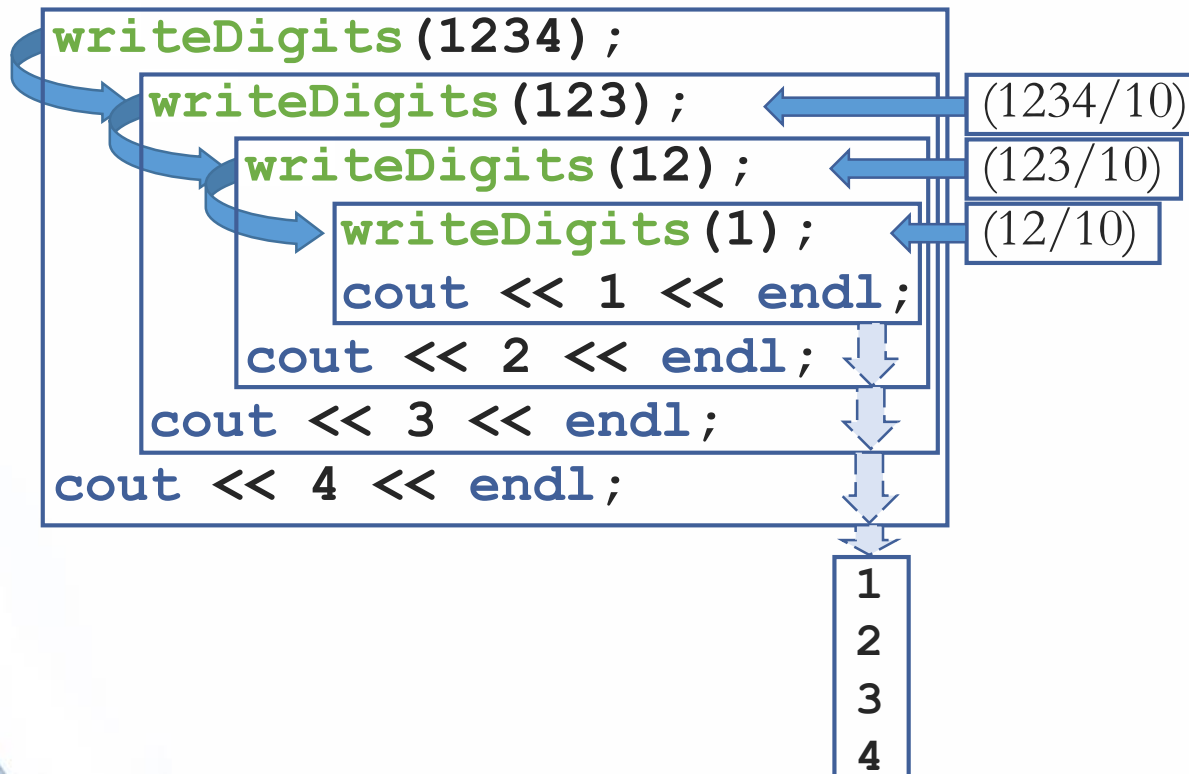 writeDigits(1234);
writeDigits(123);
(1234/10)
writeDigits(12);
(123/10)
writeDigits(1);
(12/10)
cout << 1 << endl;
cout << 2 << endl;
cout << 3 << endl;
cout << 4 << endl;
1
2
3
4